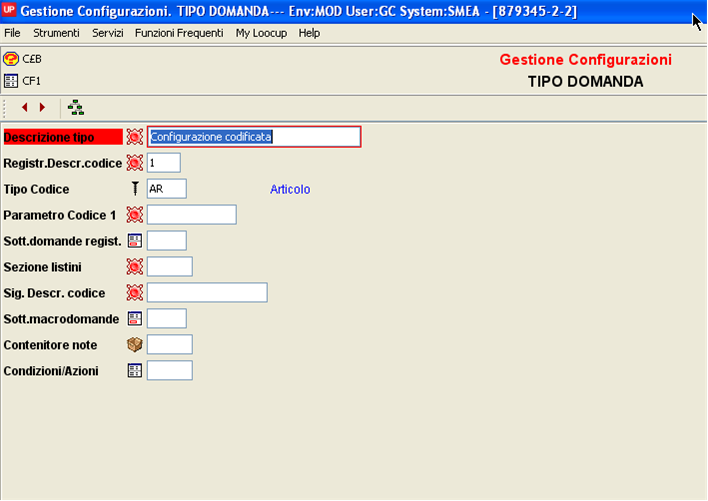 UP Gestione Configurazioni. TIPO DOMANDA--- Env:MOD User:GC System:SMEA - [879345-2-2]
File Strumenti Servizi Funzioni Frequenti My Loocup Help
? C£B
CF1
Gestione Configurazioni
TIPO DOMANDA
Descrizione tipo Configurazione codificata
Registr.Descr.codice 1
Tipo Codice AR Articolo
Parametro Codice 1
Sott.domande regist.
Sezione listini
Sig. Descr. codice
Sott.macrodomande
Contenitore note
Condizioni/Azioni